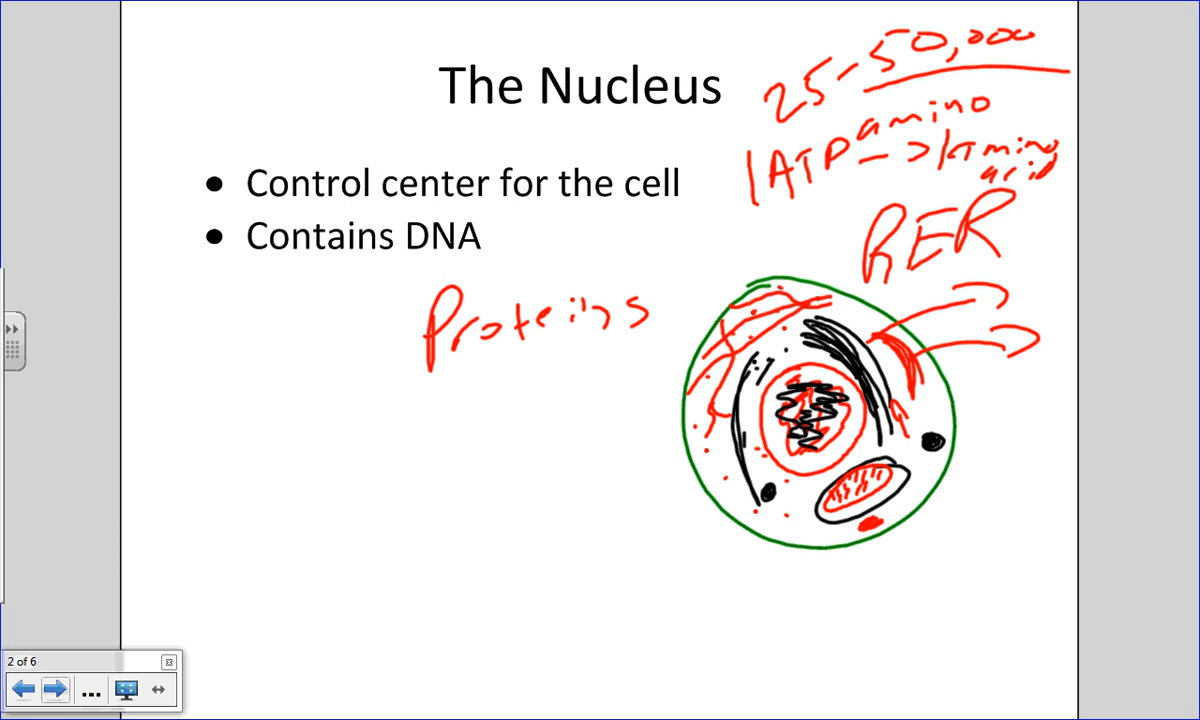 The Nucleus
25-50,000
amino
1ATP -> 1 amino
acid
• Control center for the cell
• Contains DNA
RER
Proteins
2 of 6
...